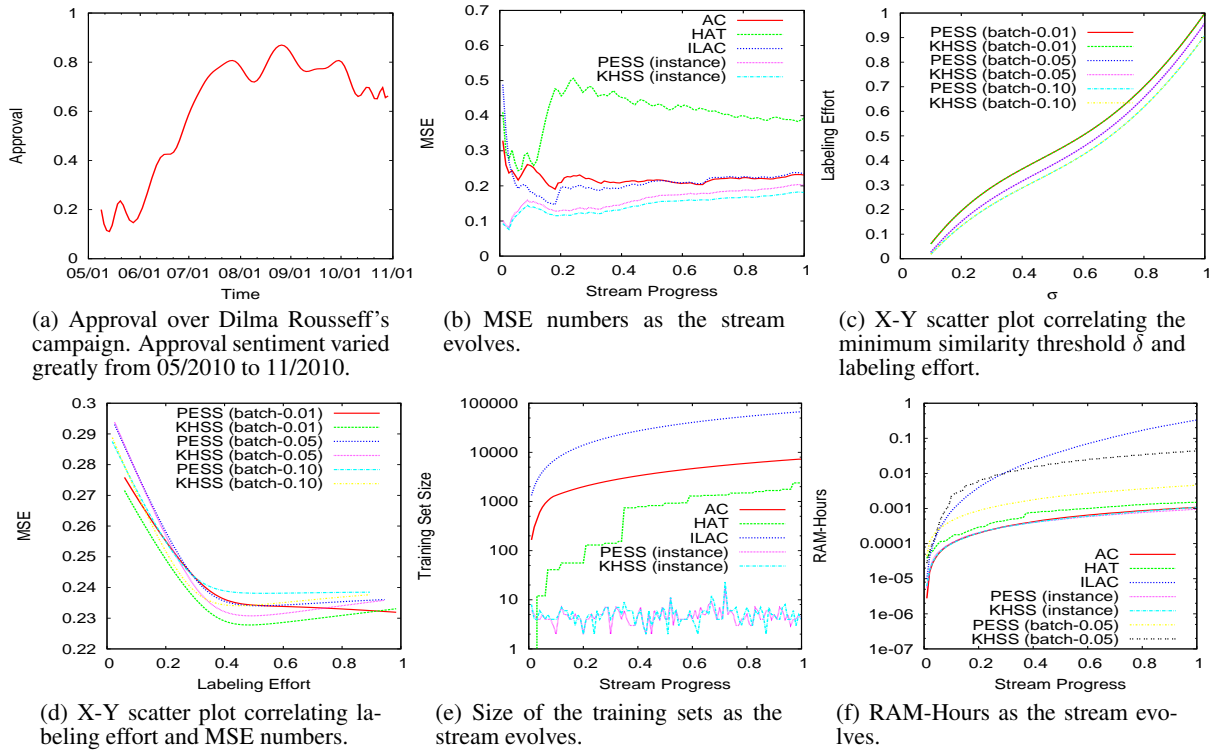 1
0.8
0.6
0.4
0.2
0
05/01 06/01 07/01 08/01 09/01 10/01 11/01
Approval
Time
(a) Approval over Dilma Rousseff's
campaign. Approval sentiment varied
greatly from 05/2010 to 11/2010.
0.7
0.6
0.5
0.4
0.3
0.2
0.1
0
0 0.2 0.4 0.6 0.8 1
MSE
Stream Progress
AC
HAT
ILAC
PESS (instance)
KHSS (instance)
(b) MSE numbers as the stream
evolves.
1
0.9
0.8
0.7
0.6
0.5
0.4
0.3
0.2
0.1
0
0 0.2 0.4 0.6 0.8 1
Labeling Effort
σ
PESS (batch-0.01)
KHSS (batch-0.01)
PESS (batch-0.05)
KHSS (batch-0.05)
PESS (batch-0.10)
KHSS (batch-0.10)
(c) X-Y scatter plot correlating the
minimum similarity threshold δ and
labeling effort.
0.3
0.29
0.28
0.27
0.26
0.25
0.24
0.23
0.22
0 0.2 0.4 0.6 0.8 1
MSE
Labeling Effort
PESS (batch-0.01)
KHSS (batch-0.01)
PESS (batch-0.05)
KHSS (batch-0.05)
PESS (batch-0.10)
KHSS (batch-0.10)
(d) X-Y scatter plot correlating la-
beling effort and MSE numbers.
100000
10000
1000
100
10
1
0 0.2 0.4 0.6 0.8 1
Training Set Size
Stream Progress
AC
HAT
ILAC
PESS (instance)
KHSS (instance)
(e) Size of the training sets as the
stream evolves.
1
0.1
0.01
0.001
0.0001
1e-05
1e-06
1e-07
0 0.2 0.4 0.6 0.8 1
RAM-Hours
Stream Progress
AC
HAT
ILAC
PESS (instance)
KHSS (instance)
PESS (batch-0.05)
KHSS (batch-0.05)
(f) RAM-Hours as the stream evo-
lves.